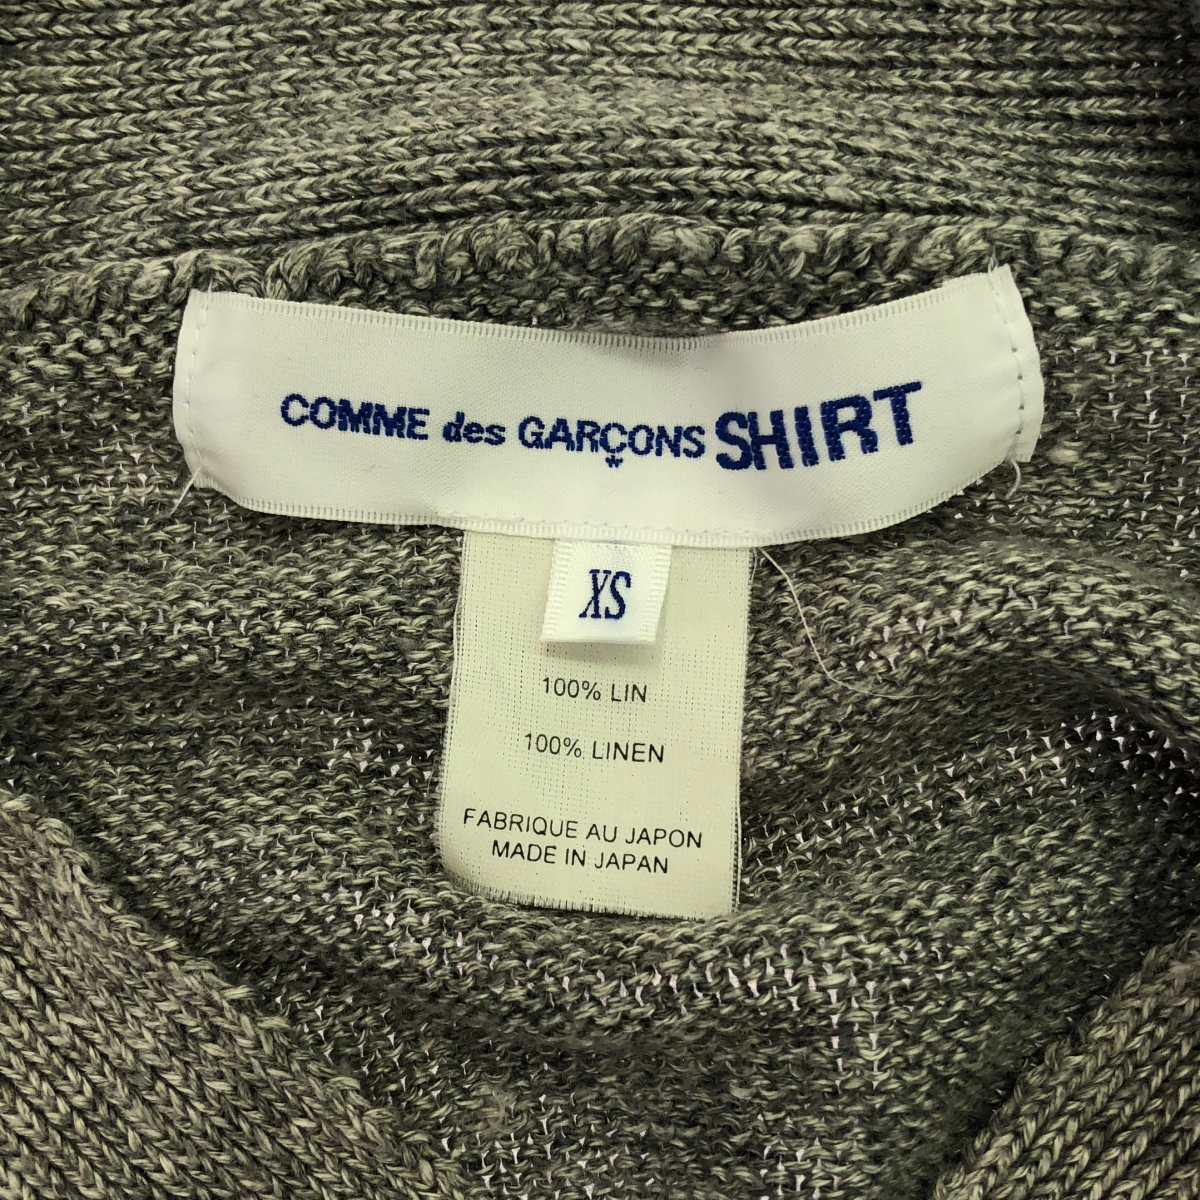 COMME des GARÇONS SHIRT
XS
100% LIN
100% LINEN
FABRIQUE AU JAPON
MADE IN JAPAN